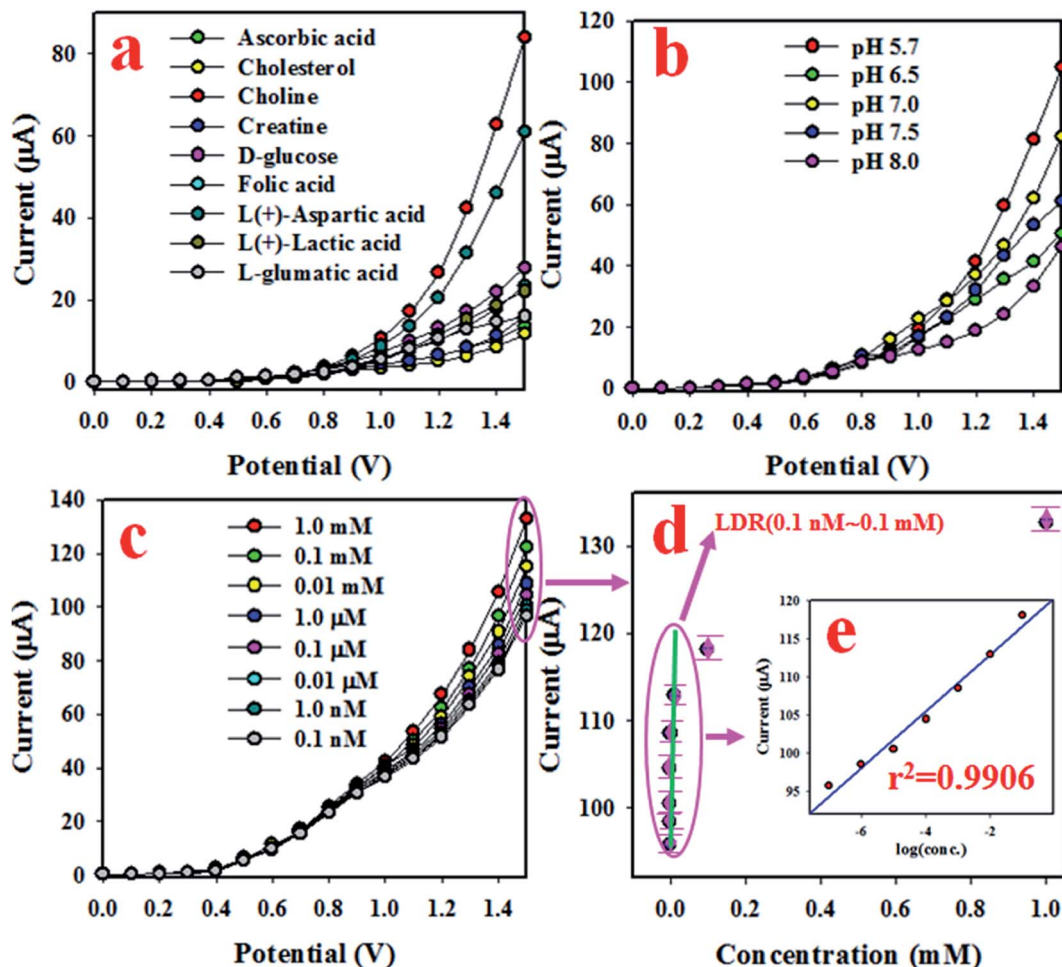 a
Ascorbic acid
Cholesterol
Choline
Creatine
D-glucose
Folic acid
L(+)-Aspartic acid
L(+)-Lactic acid
L-glumatic acid
Current (µA)
80
60
40
20
0
0.0 0.2 0.4 0.6 0.8 1.0 1.2 1.4
Potential (V)
b
pH 5.7
pH 6.5
pH 7.0
pH 7.5
pH 8.0
Current (µA)
120
100
80
60
40
20
0
0.0 0.2 0.4 0.6 0.8 1.0 1.2 1.4
Potential (V)
c
1.0 mM
0.1 mM
0.01 mM
1.0 µM
0.1 µM
0.01 µM
1.0 nM
0.1 nM
Current (µA)
140
120
100
80
60
40
20
0
0.0 0.2 0.4 0.6 0.8 1.0 1.2 1.4
Potential (V)
d
LDR(0.1 nM~0.1 mM)
Current (µA)
130
120
110
100
0.0 0.2 0.4 0.6 0.8 1.0
Concentration (mM)
e
Current (µA)
120
115
110
105
100
95
r²=0.9906
-6 -4 -2
log(conc.)